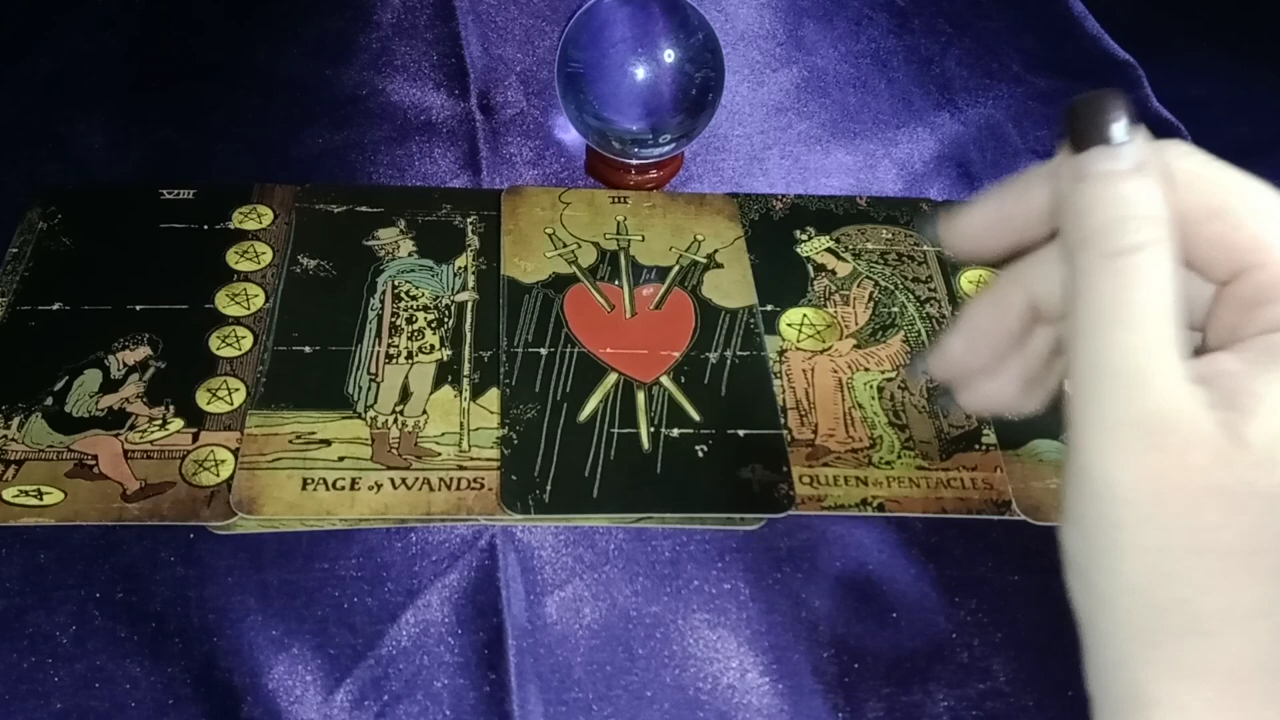 VIII
PAGE of WANDS.
III
QUEEN of PENTACLES.